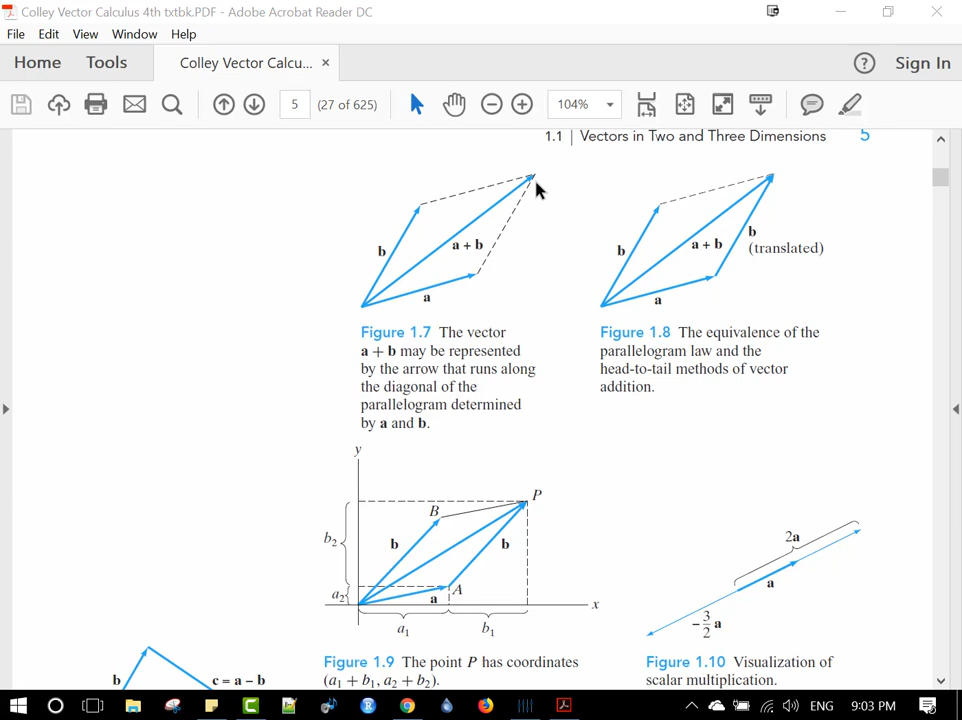 Colley Vector Calculus 4th txtbk.PDF - Adobe Acrobat Reader DC
File Edit View Window Help
Home Tools Colley Vector Calcu... × Sign In
5 (27 of 625) 104%
1.1 | Vectors in Two and Three Dimensions 5
b a + b a
b a + b b (translated) a
Figure 1.7 The vector
a + b may be represented
by the arrow that runs along
the diagonal of the
parallelogram determined
by a and b.
Figure 1.8 The equivalence of the
parallelogram law and the
head-to-tail methods of vector
addition.
y
P
B
b2 b b
A
a2 a x
a1 b1
2a
a
-3/2 a
Figure 1.9 The point P has coordinates
(a1 + b1, a2 + b2).
Figure 1.10 Visualization of
scalar multiplication.
b c = a – b
ENG 9:03 PM